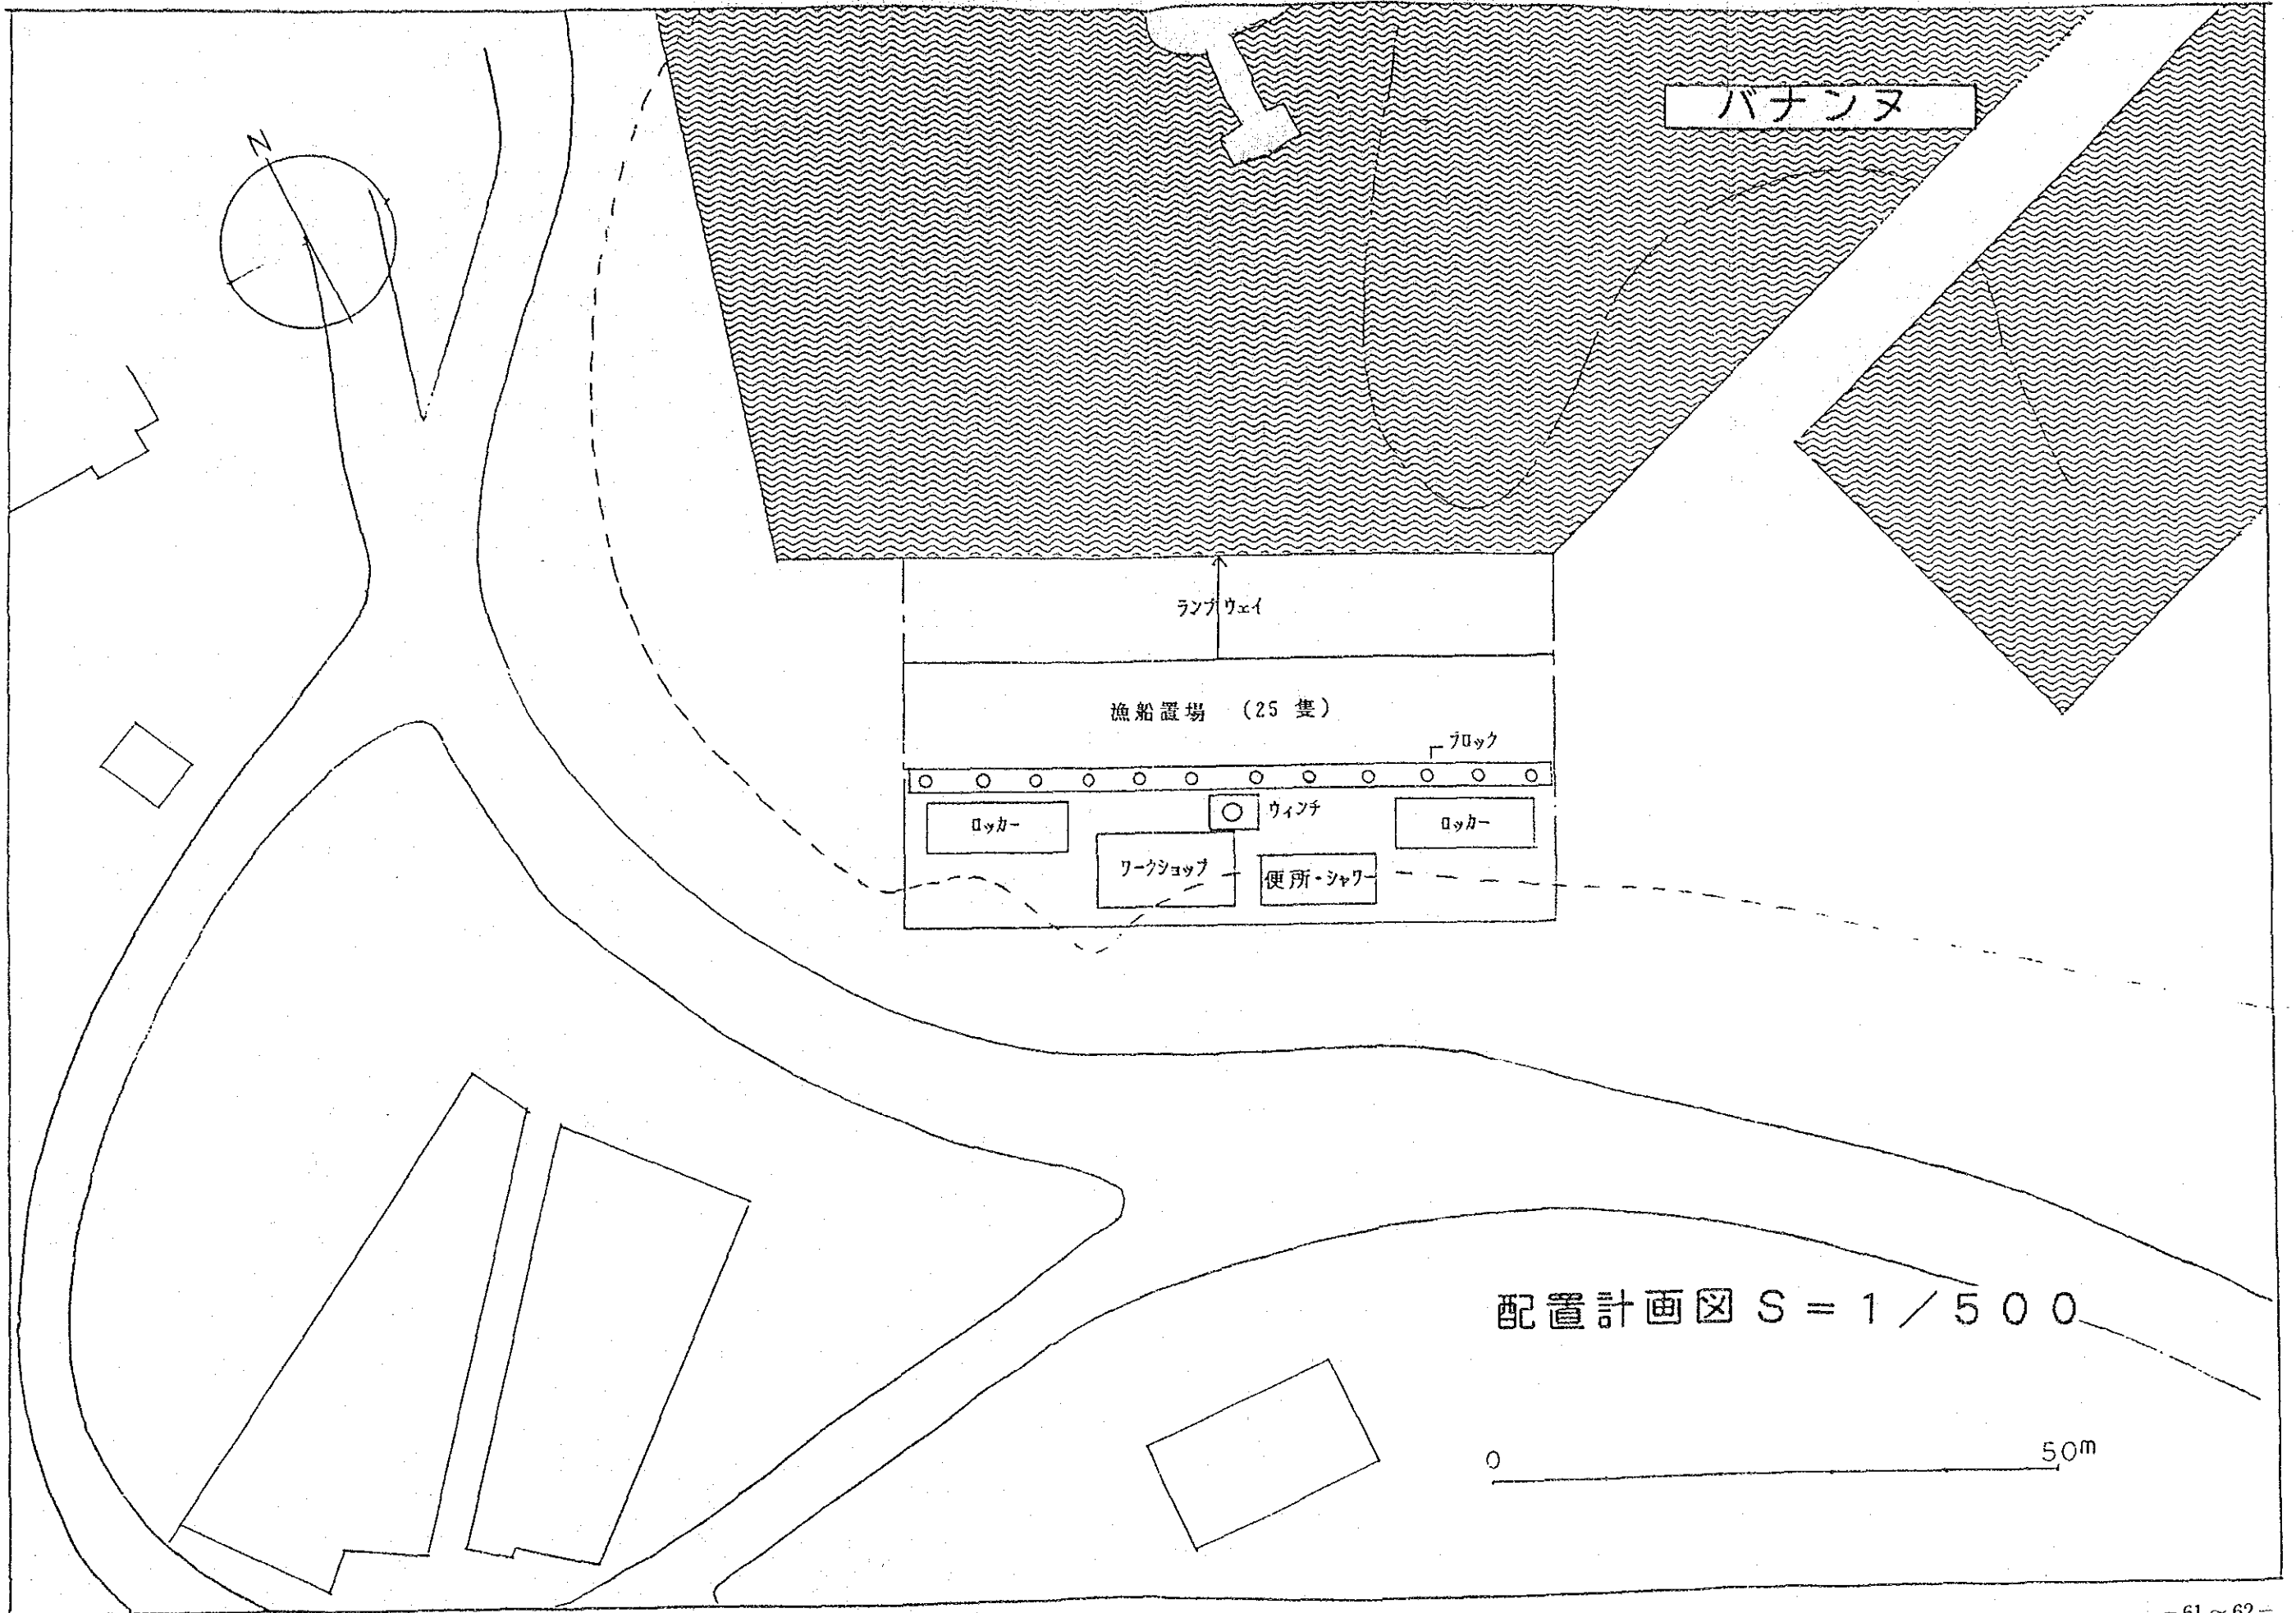 バナンヌ
N
ランプウェイ
漁船置場 (25 隻)
ブロック
ウィンチ
ロッカー
ロッカー
ワークショップ
便所・シャワー
配置計画図 S=1/500
0
50m
-61~62-